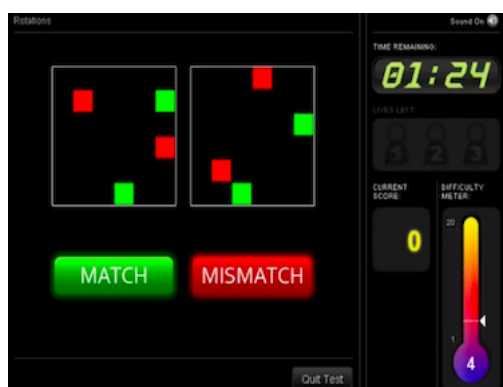 Rotations
Sound On
TIME REMAINING:
01:24
LIVES LEFT:
1 2 3
CURRENT SCORE:
0
DIFFICULTY METER:
20
1
4
MATCH
MISMATCH
Quit Test